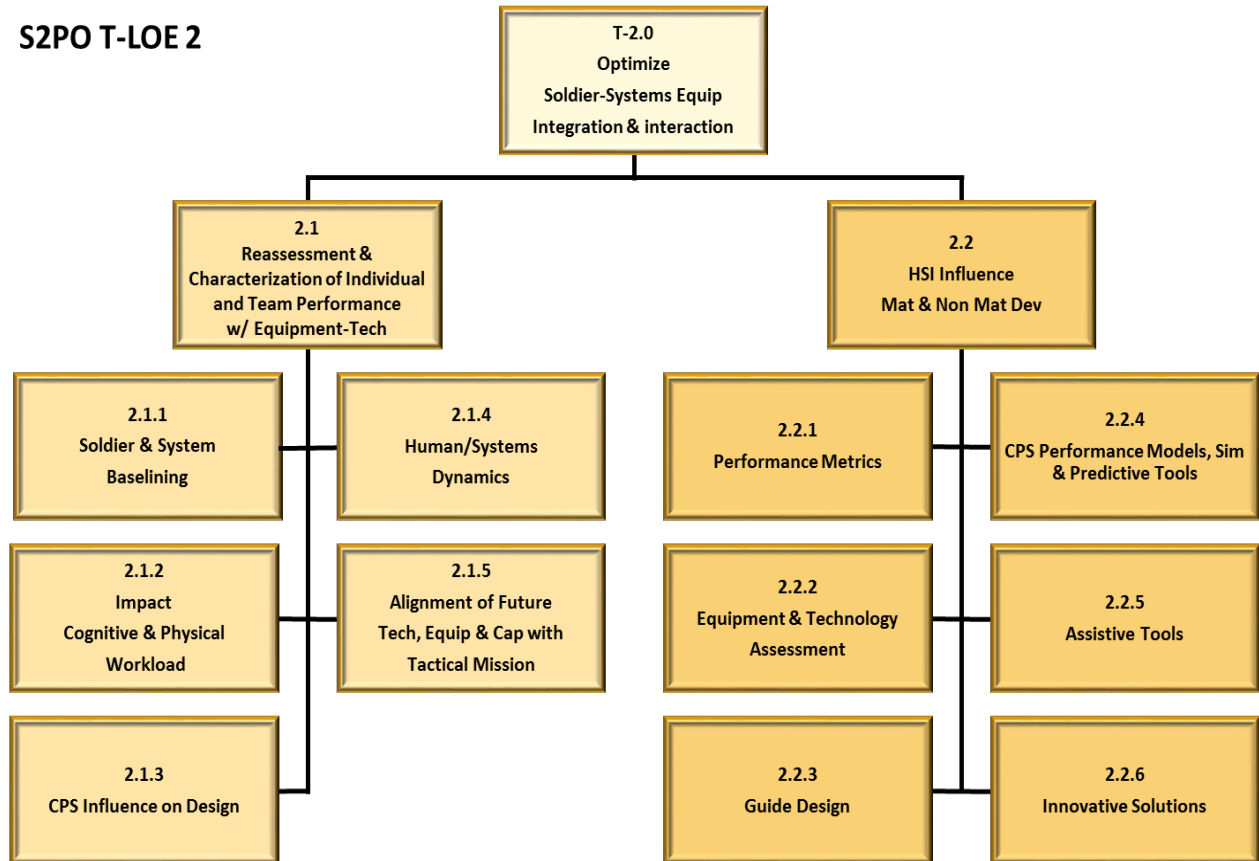 S2PO T-LOE 2
T-2.0
Optimize
Soldier-Systems Equip
Integration & interaction
2.1
Reassessment &
Characterization of Individual
and Team Performance
w/ Equipment-Tech
2.2
HSI Influence
Mat & Non Mat Dev
2.1.1
Soldier & System
Baselining
2.1.4
Human/Systems
Dynamics
2.2.1
Performance Metrics
2.2.4
CPS Performance Models, Sim
& Predictive Tools
2.1.2
Impact
Cognitive & Physical
Workload
2.1.5
Alignment of Future
Tech, Equip & Cap with
Tactical Mission
2.2.2
Equipment & Technology
Assessment
2.2.5
Assistive Tools
2.1.3
CPS Influence on Design
2.2.3
Guide Design
2.2.6
Innovative Solutions